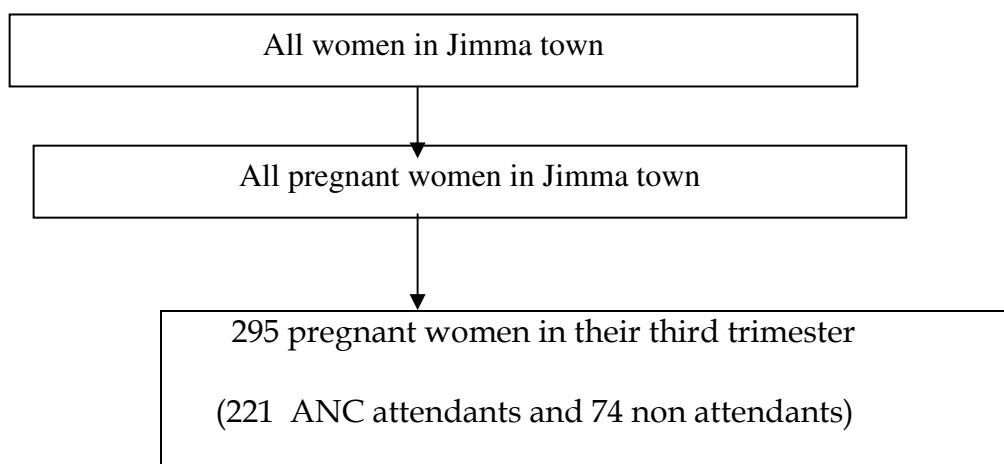 All women in Jimma town
All pregnant women in Jimma town
295 pregnant women in their third trimester
(221 ANC attendants and 74 non attendants)